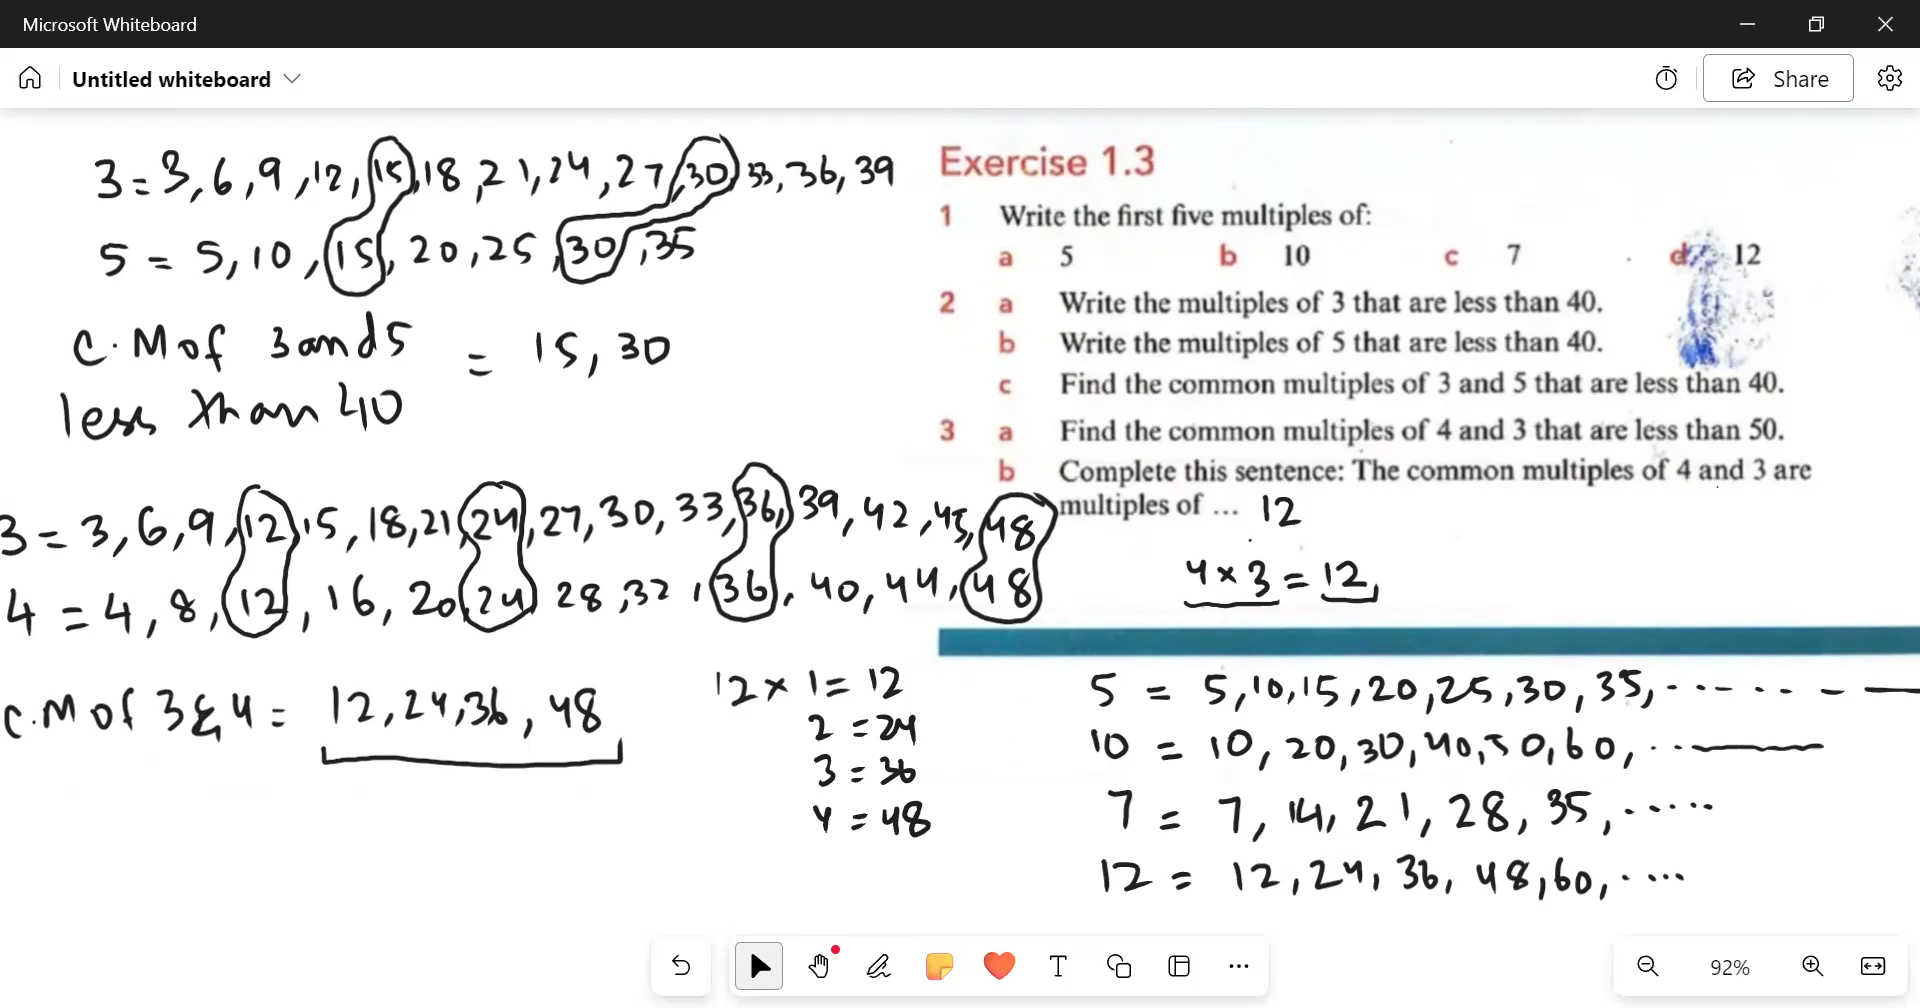 Microsoft Whiteboard
Untitled whiteboard
Share
3 = 3, 6, 9, 12, 15, 18, 21, 24, 27, 30, 33, 36, 39
5 = 5, 10, 15, 20, 25, 30, 35
C.M of 3 and 5
less than 40
= 15, 30
3 = 3, 6, 9, 12, 15, 18, 21, 24, 27, 30, 33, 36, 39, 42, 45, 48
4 = 4, 8, 12, 16, 20, 24, 28, 32, 36, 40, 44, 48
C.M of 3 & 4 = 12, 24, 36, 48
12 × 1 = 12
2 = 24
3 = 36
4 = 48
Exercise 1.3
1 Write the first five multiples of:
a 5 b 10 c 7 d 12
2 a Write the multiples of 3 that are less than 40.
b Write the multiples of 5 that are less than 40.
c Find the common multiples of 3 and 5 that are less than 40.
3 a Find the common multiples of 4 and 3 that are less than 50.
b Complete this sentence: The common multiples of 4 and 3 are
multiples of ... 12
4 × 3 = 12,
5 = 5, 10, 15, 20, 25, 30, 35, ......
10 = 10, 20, 30, 40, 50, 60, ...
7 = 7, 14, 21, 28, 35, .....
12 = 12, 24, 36, 48, 60, ....
92%